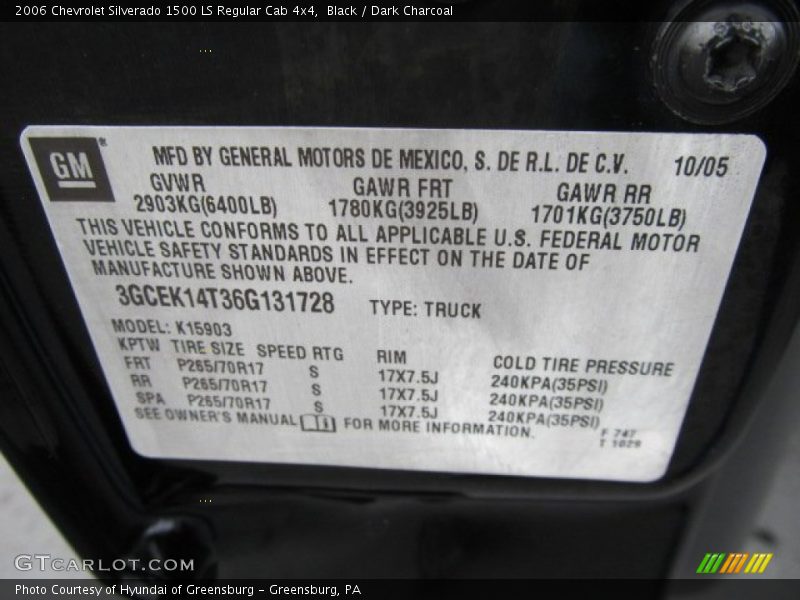 2006 Chevrolet Silverado 1500 LS Regular Cab 4x4, Black / Dark Charcoal
GM
MFD BY GENERAL MOTORS DE MEXICO, S. DE R.L. DE C.V. 10/05
GVWR GAWR FRT GAWR RR
2903KG(6400LB) 1780KG(3925LB) 1701KG(3750LB)
THIS VEHICLE CONFORMS TO ALL APPLICABLE U.S. FEDERAL MOTOR
VEHICLE SAFETY STANDARDS IN EFFECT ON THE DATE OF
MANUFACTURE SHOWN ABOVE.
3GCEK14T36G131728 TYPE: TRUCK
MODEL: K15903
KPTW TIRE SIZE SPEED RTG RIM COLD TIRE PRESSURE
FRT P265/70R17 S 17X7.5J 240KPA(35PSI)
RR P265/70R17 S 17X7.5J 240KPA(35PSI)
SPA P265/70R17 S 17X7.5J 240KPA(35PSI)
SEE OWNER'S MANUAL FOR MORE INFORMATION.
F 747
T 1029
GTCARLOT.COM
Photo Courtesy of Hyundai of Greensburg - Greensburg, PA